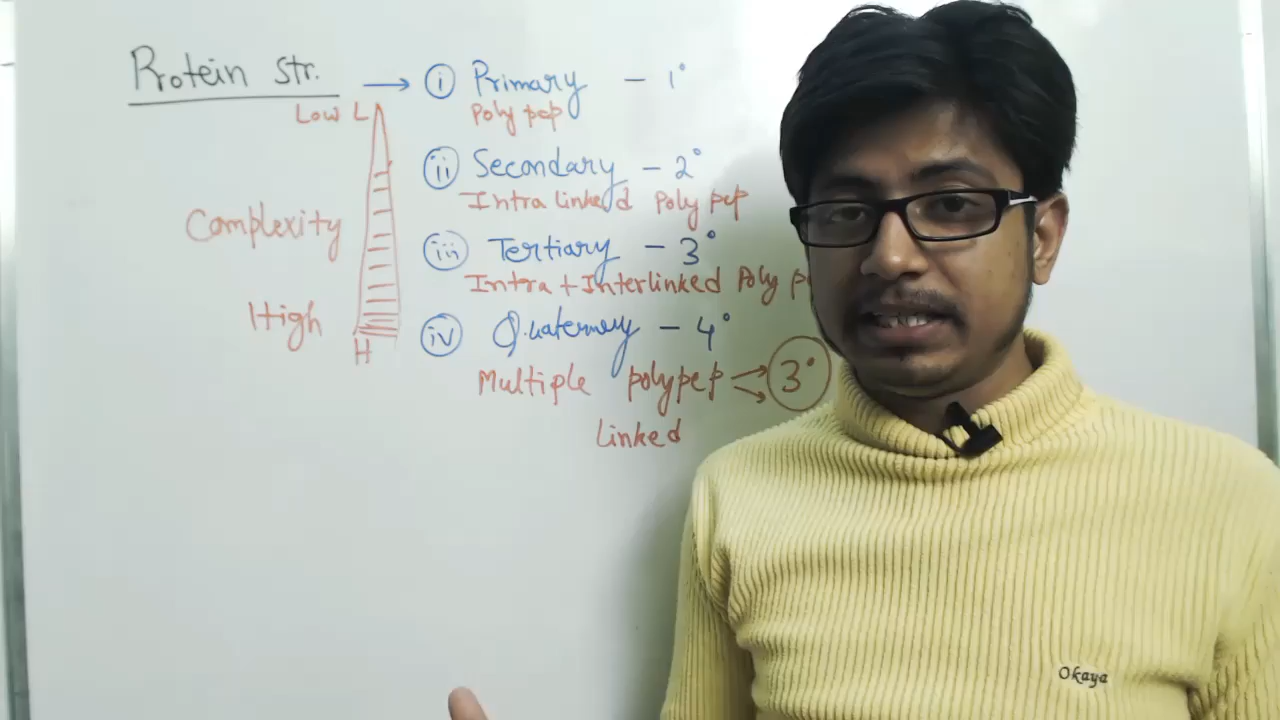 Protein Str. → (i) Primary – 1°
Low L
Poly pep
(ii) Secondary – 2°
Intra linked Poly pep
Complexity
(iii) Tertiary – 3°
Intra + Interlinked Poly p
High
H
(iv) Quaternery – 4°
Multiple polypep 3°
linked
Okaya